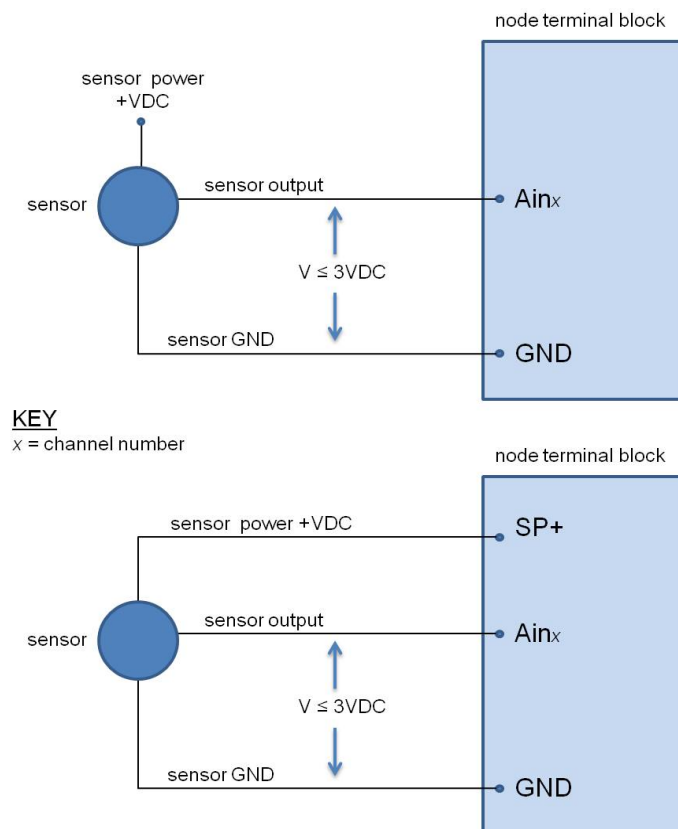 node terminal block
sensor power
+VDC
sensor
sensor output
Ainx
V ≤ 3VDC
sensor GND
GND
KEY
x = channel number
node terminal block
sensor power +VDC
SP+
sensor output
sensor
Ainx
V ≤ 3VDC
sensor GND
GND